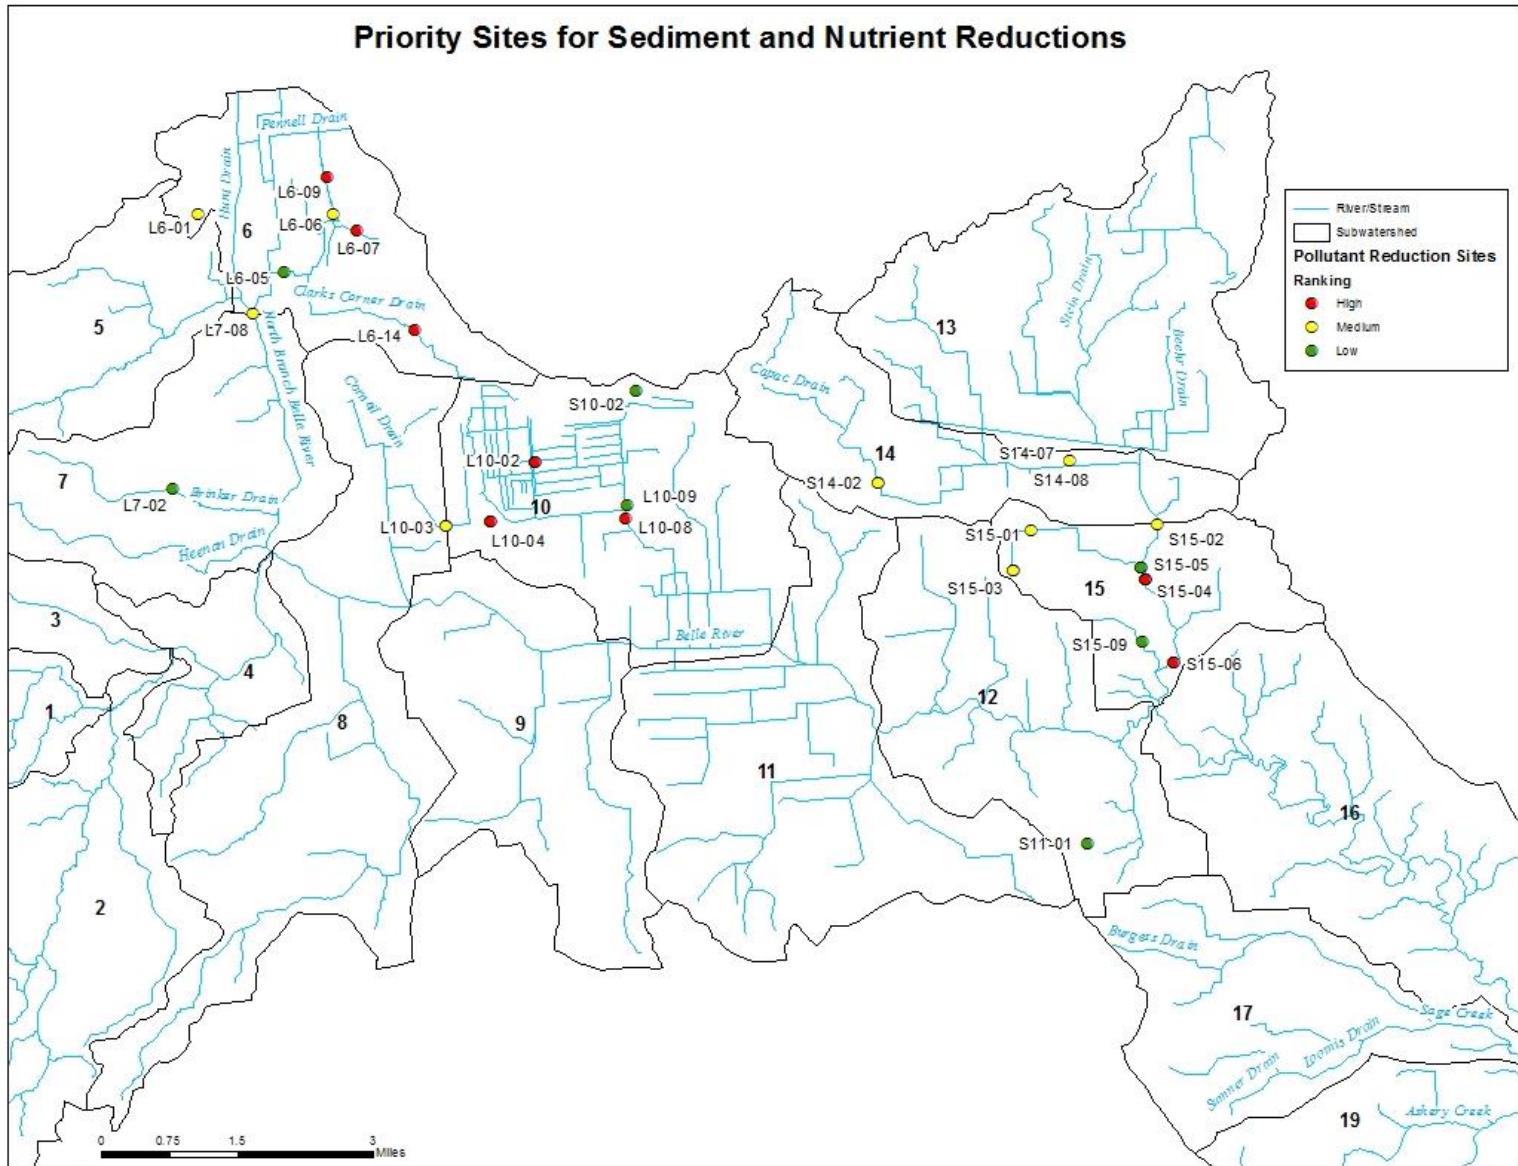 Priority Sites for Sediment and Nutrient Reductions
Pennell Drain
Hunt Drain
L6-09
L6-01
6
L6-06
L6-07
L6-05
Clarks Corner Drain
5
L7-08
L6-14
North Branch Belle River
River/Stream
Subwatershed
Pollutant Reduction Sites
Ranking
High
Medium
Low
13
Stein Drain
Beehr Drain
Capac Drain
Cornail Drain
S10-02
14
S14-07
S14-08
S14-02
L10-02
7
L7-02
Brinker Drain
10
L10-09
L10-08
L10-03
L10-04
Heenan Drain
S15-01
S15-02
S15-05
S15-03
15
S15-04
3
Belle River
S15-09
S15-06
4
1
8
9
12
11
16
S11-01
2
Burgess Drain
17
Sage Creek
Loomis Drain
Sumner Drain
19
Ashery Creek
0 0.75 1.5 3
Miles